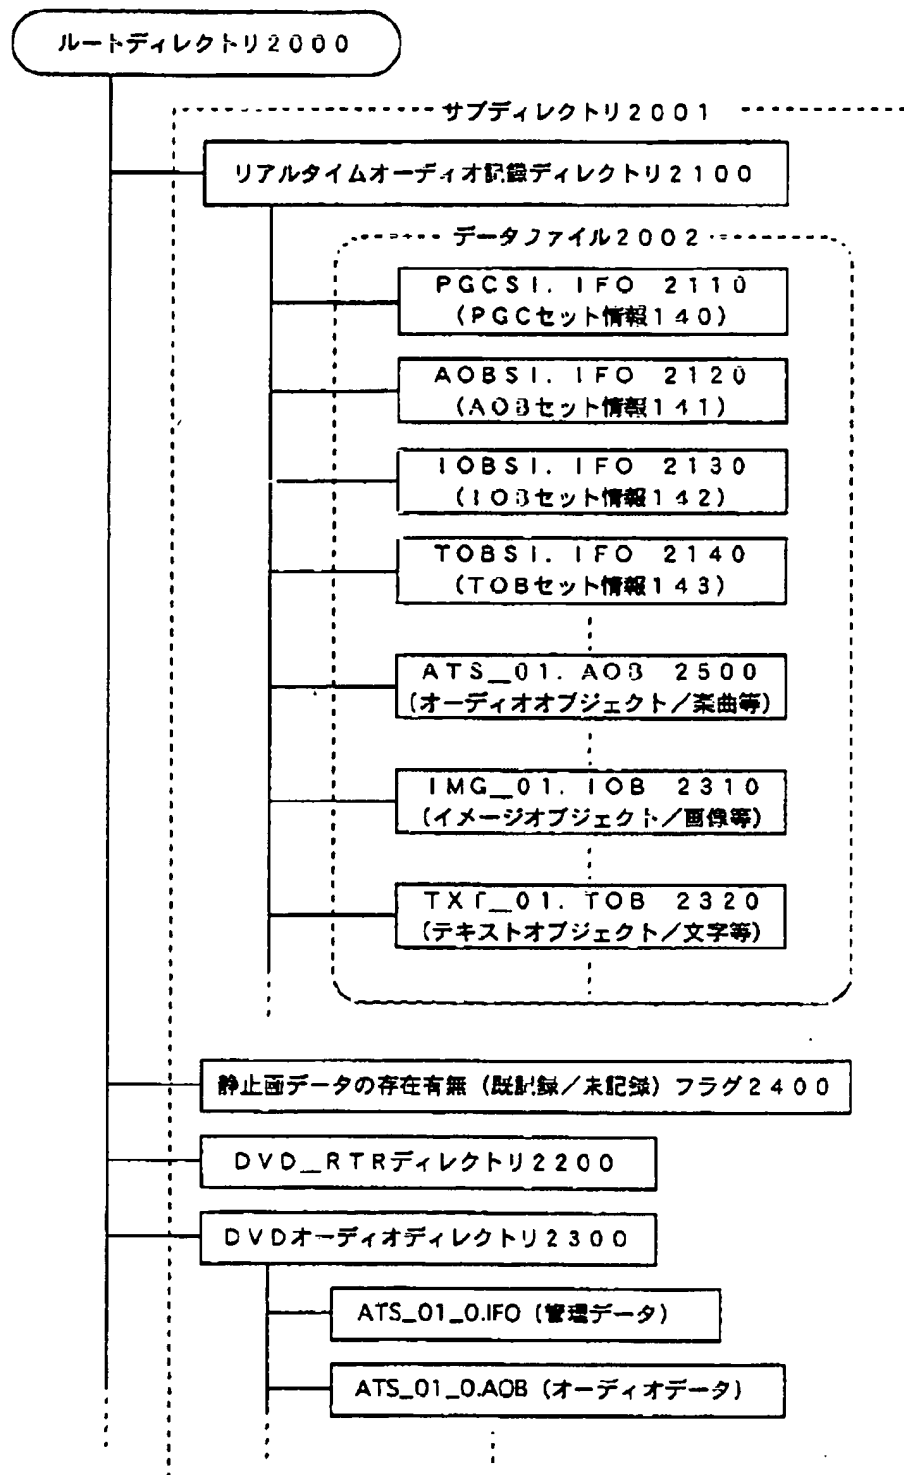 ルートディレクトリ2000
サブディレクトリ2001
リアルタイムオーディオ記録ディレクトリ2100
データファイル2002
PGCSI. IFO 2110
(PGCセット情報140)
AOBSI. IFO 2120
(AOBセット情報141)
IOBSI. IFO 2130
(IOBセット情報142)
TOBSI. IFO 2140
(TOBセット情報143)
ATS_01. AOB 2500
(オーディオオブジェクト/楽曲等)
IMG_01. IOB 2310
(イメージオブジェクト/画像等)
TXT_01. TOB 2320
(テキストオブジェクト/文字等)
静止画データの存在有無(既記録/未記録)フラグ2400
DVD_RTRディレクトリ2200
DVDオーディオディレクトリ2300
ATS_01_0.IFO(管理データ)
ATS_01_0.AOB(オーディオデータ)